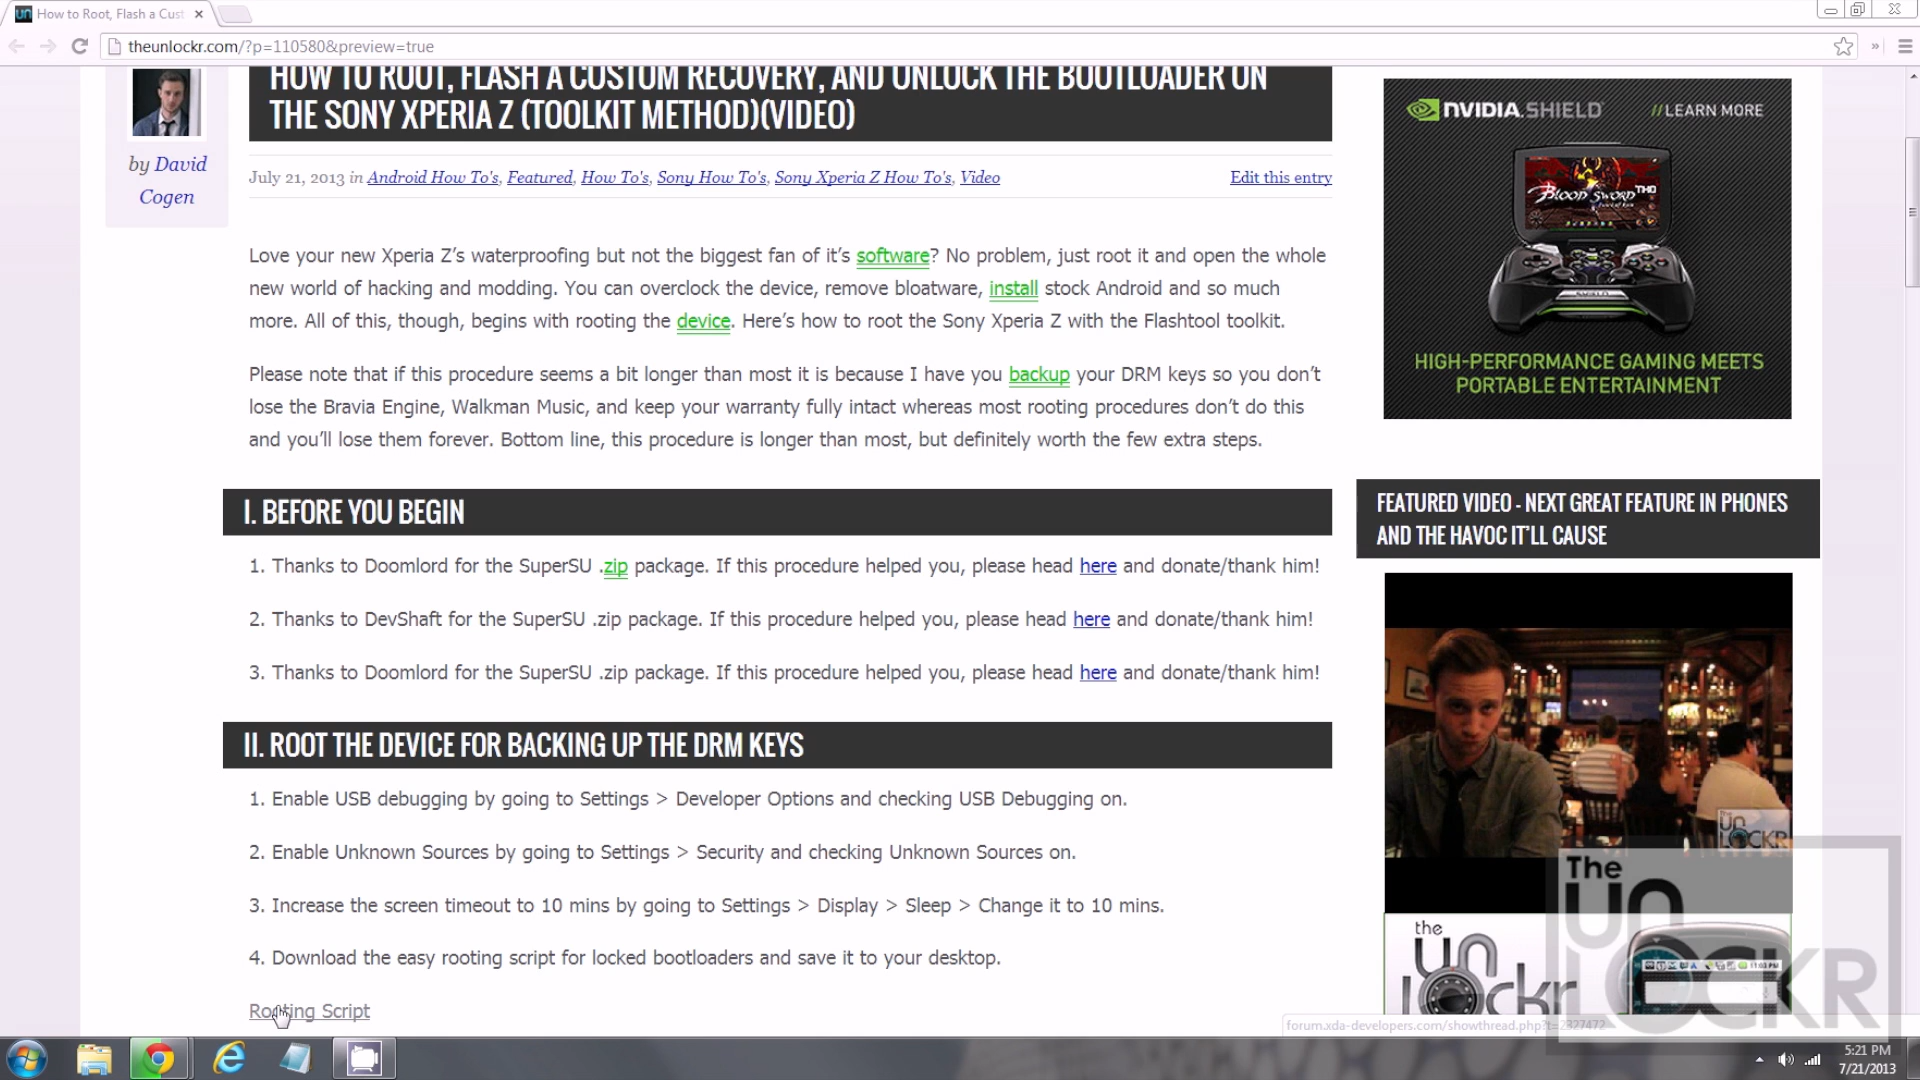 How to Root, Flash a Cust
theunlockr.com/?p=110580&preview=true
HOW TO ROOT, FLASH A CUSTOM RECOVERY, AND UNLOCK THE BOOTLOADER ON
THE SONY XPERIA Z (TOOLKIT METHOD)(VIDEO)
by David
Cogen
July 21, 2013 in Android How To's, Featured, How To's, Sony How To's, Sony Xperia Z How To's, Video
Edit this entry
Love your new Xperia Z’s waterproofing but not the biggest fan of it’s software? No problem, just root it and open the whole
new world of hacking and modding. You can overclock the device, remove bloatware, install stock Android and so much
more. All of this, though, begins with rooting the device. Here’s how to root the Sony Xperia Z with the Flashtool toolkit.
Please note that if this procedure seems a bit longer than most it is because I have you backup your DRM keys so you don’t
lose the Bravia Engine, Walkman Music, and keep your warranty fully intact whereas most rooting procedures don’t do this
and you’ll lose them forever. Bottom line, this procedure is longer than most, but definitely worth the few extra steps.
I. BEFORE YOU BEGIN
1. Thanks to Doomlord for the SuperSU .zip package. If this procedure helped you, please head here and donate/thank him!
2. Thanks to DevShaft for the SuperSU .zip package. If this procedure helped you, please head here and donate/thank him!
3. Thanks to Doomlord for the SuperSU .zip package. If this procedure helped you, please head here and donate/thank him!
II. ROOT THE DEVICE FOR BACKING UP THE DRM KEYS
1. Enable USB debugging by going to Settings > Developer Options and checking USB Debugging on.
2. Enable Unknown Sources by going to Settings > Security and checking Unknown Sources on.
3. Increase the screen timeout to 10 mins by going to Settings > Display > Sleep > Change it to 10 mins.
4. Download the easy rooting script for locked bootloaders and save it to your desktop.
Rooting Script
NVIDIA.SHIELD
//LEARN MORE
BLOOD SWORD THD
SHIELD
HIGH-PERFORMANCE GAMING MEETS
PORTABLE ENTERTAINMENT
FEATURED VIDEO - NEXT GREAT FEATURE IN PHONES
AND THE HAVOC IT’LL CAUSE
UN
LOCKR
The
UN
LOCKR
the
UN
lockr
11:03 PM
forum.xda-developers.com/showthread.php?t=2327472
5:21 PM
7/21/2013